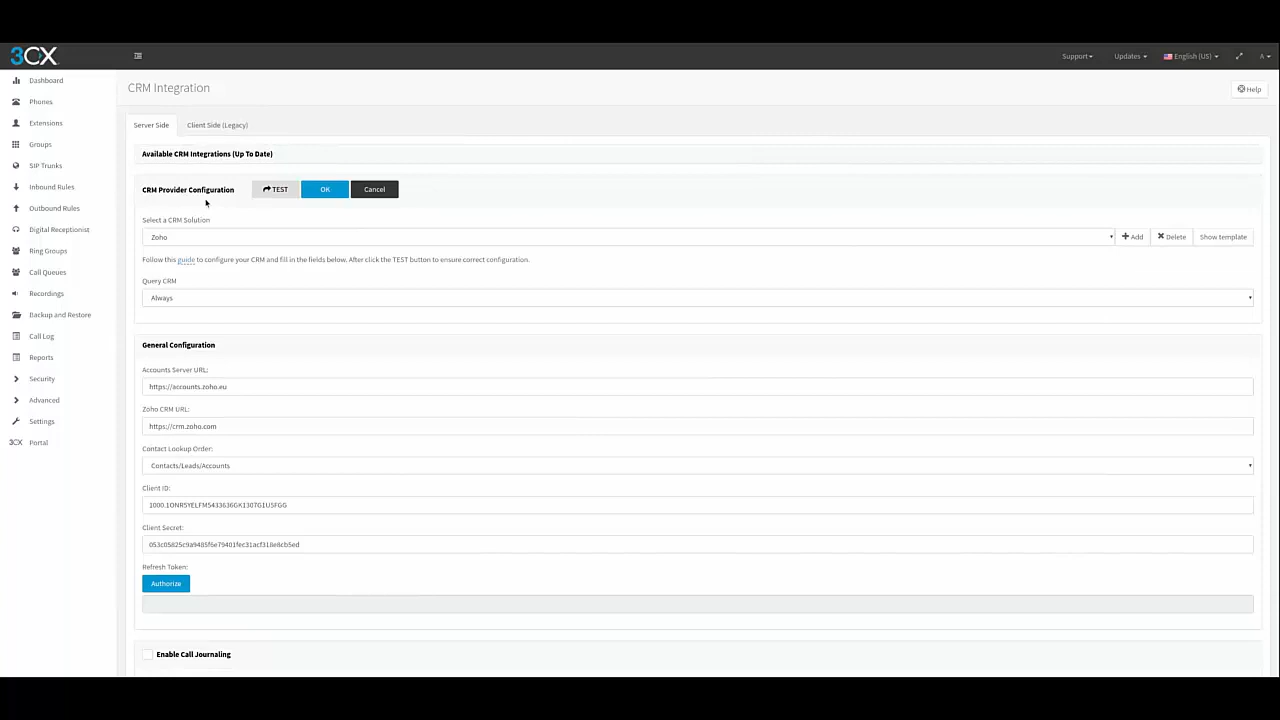 3CX
Support
Updates
English (US)
A
Dashboard
Phones
Extensions
Groups
SIP Trunks
Inbound Rules
Outbound Rules
Digital Receptionist
Ring Groups
Call Queues
Recordings
Backup and Restore
Call Log
Reports
Security
Advanced
Settings
3CX Portal
CRM Integration
Help
Server Side
Client Side (Legacy)
Available CRM Integrations (Up To Date)
CRM Provider Configuration
TEST
OK
Cancel
Select a CRM Solution
Zoho
Add
Delete
Show template
Follow this guide to configure your CRM and fill in the fields below. After click the TEST button to ensure correct configuration.
Query CRM
Always
General Configuration
Accounts Server URL:
https://accounts.zoho.eu
Zoho CRM URL:
https://crm.zoho.com
Contact Lookup Order:
Contacts/Leads/Accounts
Client ID:
Client Secret:
Refresh Token:
Authorize
Enable Call Journaling